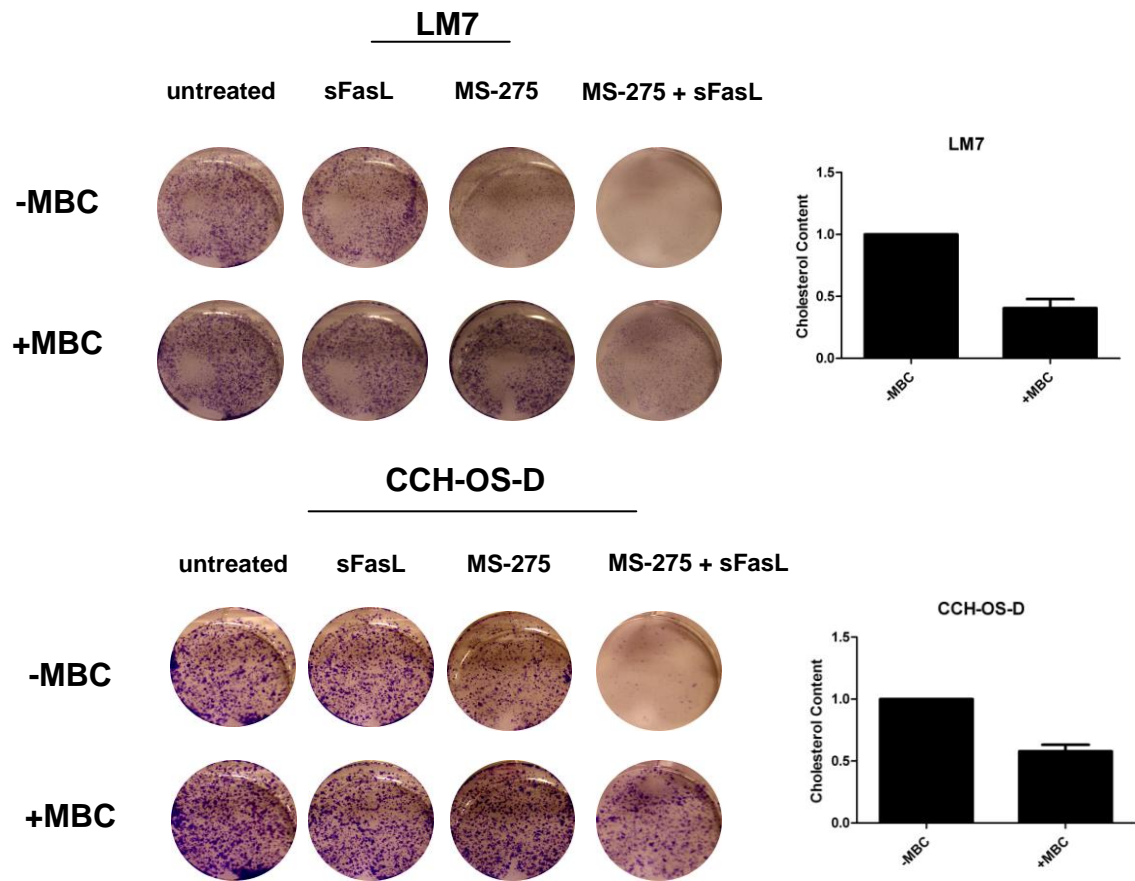 LM7
untreated sFasL MS-275 MS-275 + sFasL
-MBC
+MBC
LM7
Cholesterol Content
1.5
1.0
0.5
0.0
-MBC
+MBC
CCH-OS-D
untreated sFasL MS-275 MS-275 + sFasL
-MBC
+MBC
CCH-OS-D
Cholesterol Content
1.5
1.0
0.5
0.0
-MBC
+MBC